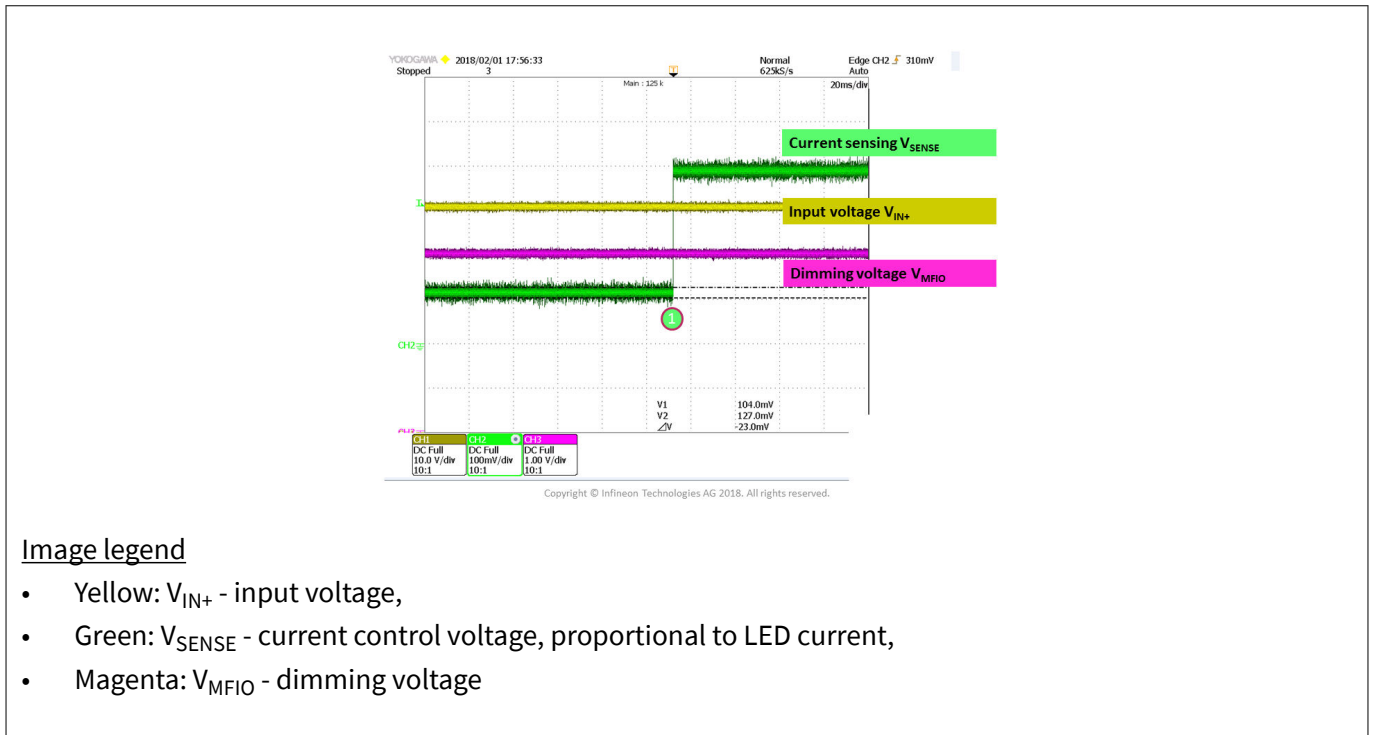 YOKOGAWA 2018/02/01 17:56:33 Normal Edge CH2 310mV
Stopped 3 625kS/s Auto
Main : 125 k 20ms/div
Current sensing VSENSE
Input voltage VIN+
Dimming voltage VMFIO
1
CH2
V1 104.0mV
V2 127.0mV
⊿V -23.0mV
CH3
CH1 CH2 CH3
DC Full DC Full DC Full
10.0 V/div 100mV/div 1.00 V/div
10:1 10:1 10:1
Copyright © Infineon Technologies AG 2018. All rights reserved.
Image legend
• Yellow: VIN+ - input voltage,
• Green: VSENSE - current control voltage, proportional to LED current,
• Magenta: VMFIO - dimming voltage